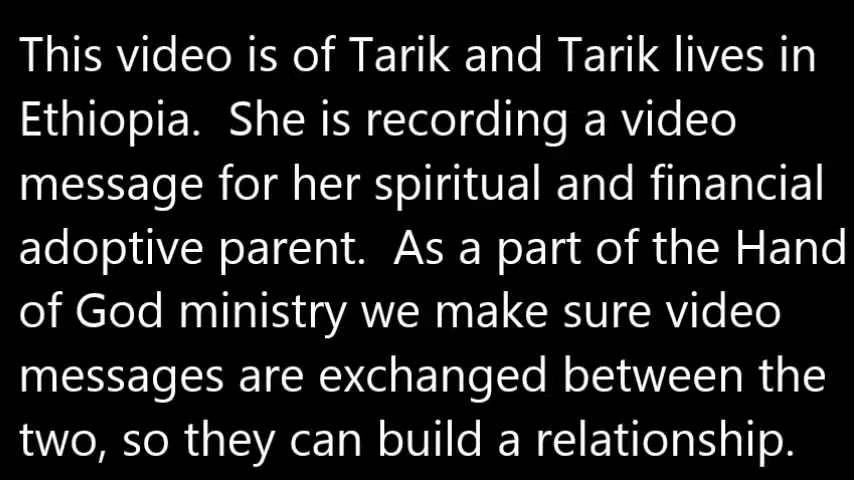 This video is of Tarik and Tarik lives in
Ethiopia.  She is recording a video
message for her spiritual and financial
adoptive parent.  As a part of the Hand
of God ministry we make sure video
messages are exchanged between the
two, so they can build a relationship.